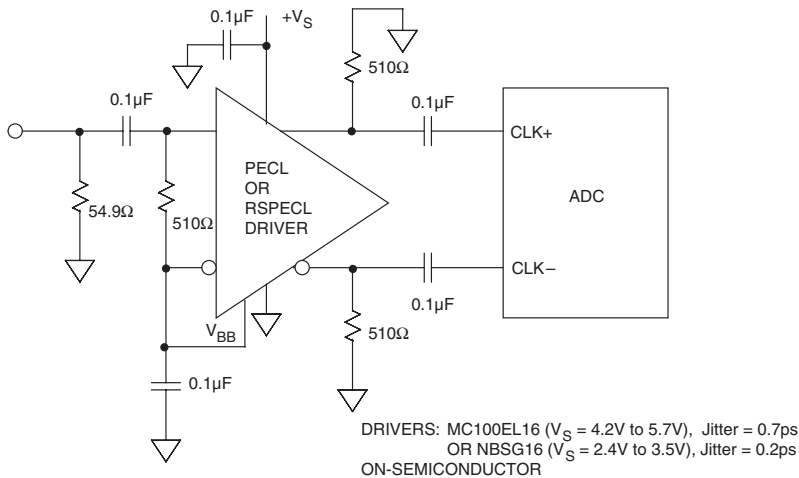 0.1µF
+VS
510Ω
0.1µF
0.1µF
CLK+
PECL
OR
RSPECL
DRIVER
ADC
54.9Ω
510Ω
CLK−
0.1µF
VBB
510Ω
0.1µF
DRIVERS: MC100EL16 (VS = 4.2V to 5.7V), Jitter = 0.7ps
OR NBSG16 (VS = 2.4V to 3.5V), Jitter = 0.2ps
ON-SEMICONDUCTOR